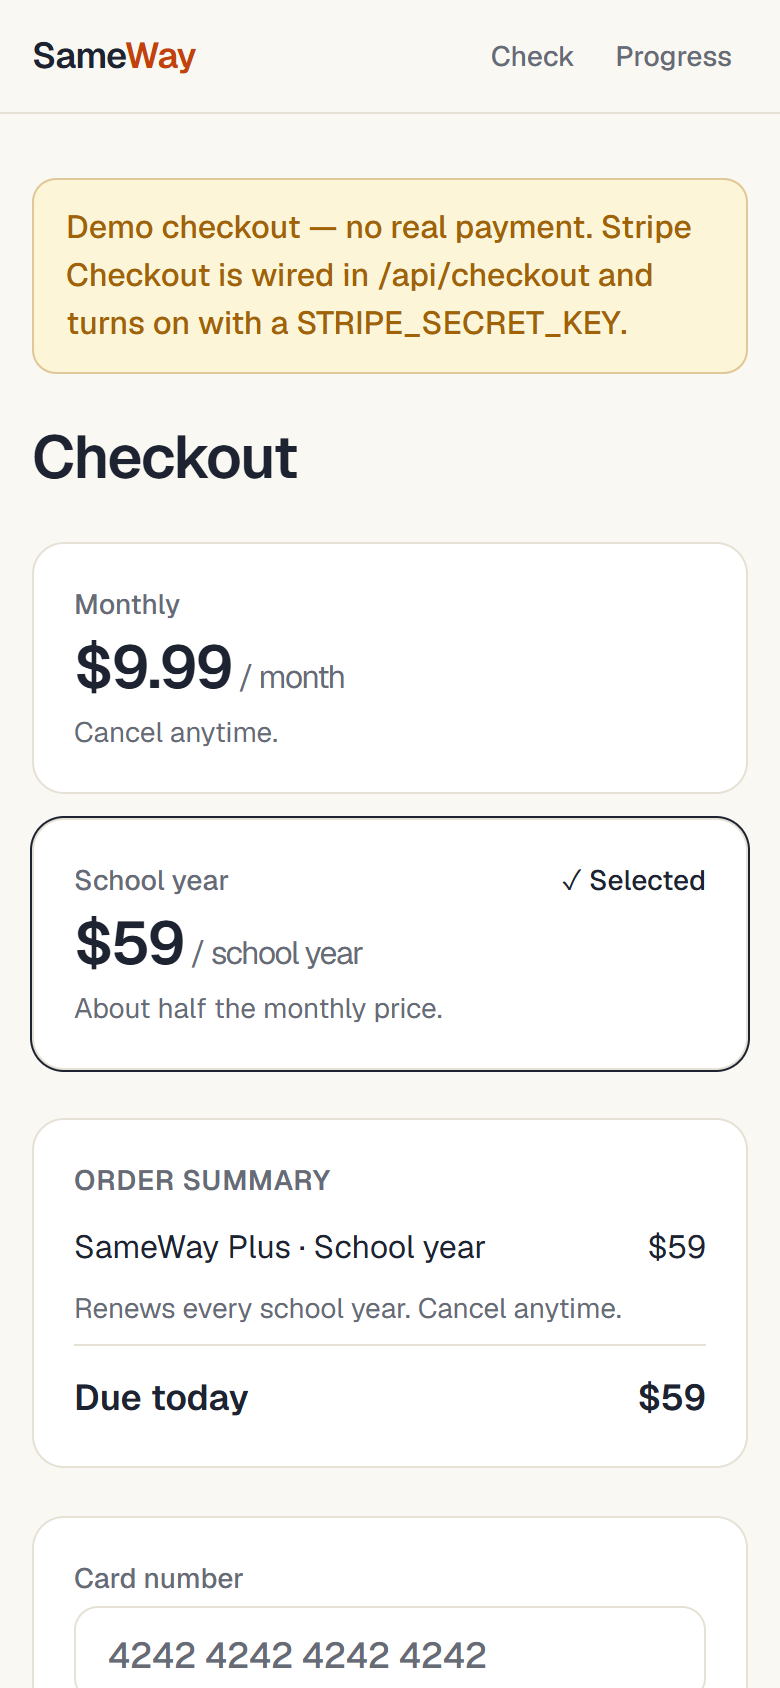 SameWay
Check Progress
Demo checkout — no real payment. Stripe
Checkout is wired in /api/checkout and
turns on with a STRIPE_SECRET_KEY.
Checkout
Monthly
$9.99 / month
Cancel anytime.
School year ✓ Selected
$59 / school year
About half the monthly price.
ORDER SUMMARY
SameWay Plus · School year $59
Renews every school year. Cancel anytime.
Due today $59
Card number
4242 4242 4242 4242